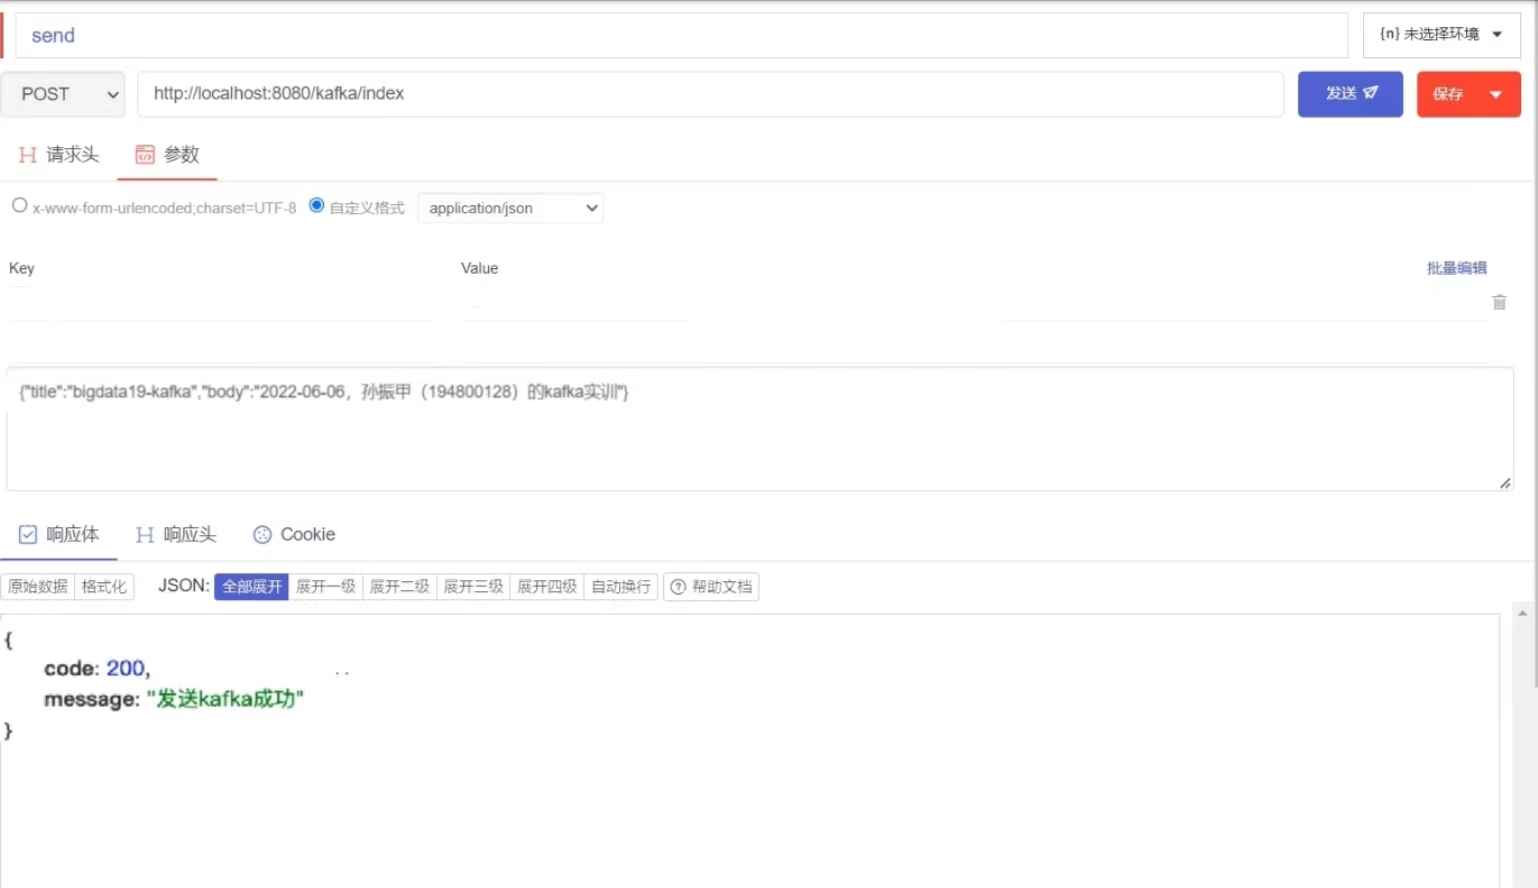 send
{n} 未选择环境
POST
http://localhost:8080/kafka/index
发送
保存
H 请求头
参数
x-www-form-urlencoded;charset=UTF-8
自定义格式
application/json
Key
Value
批量编辑
{"title":"bigdata19-kafka","body":"2022-06-06，孙振甲（194800128）的kafka实训"}
响应体
H 响应头
Cookie
原始数据
格式化
JSON:
全部展开
展开一级
展开二级
展开三级
展开四级
自动换行
帮助文档
{
code: 200,
message: "发送kafka成功"
}